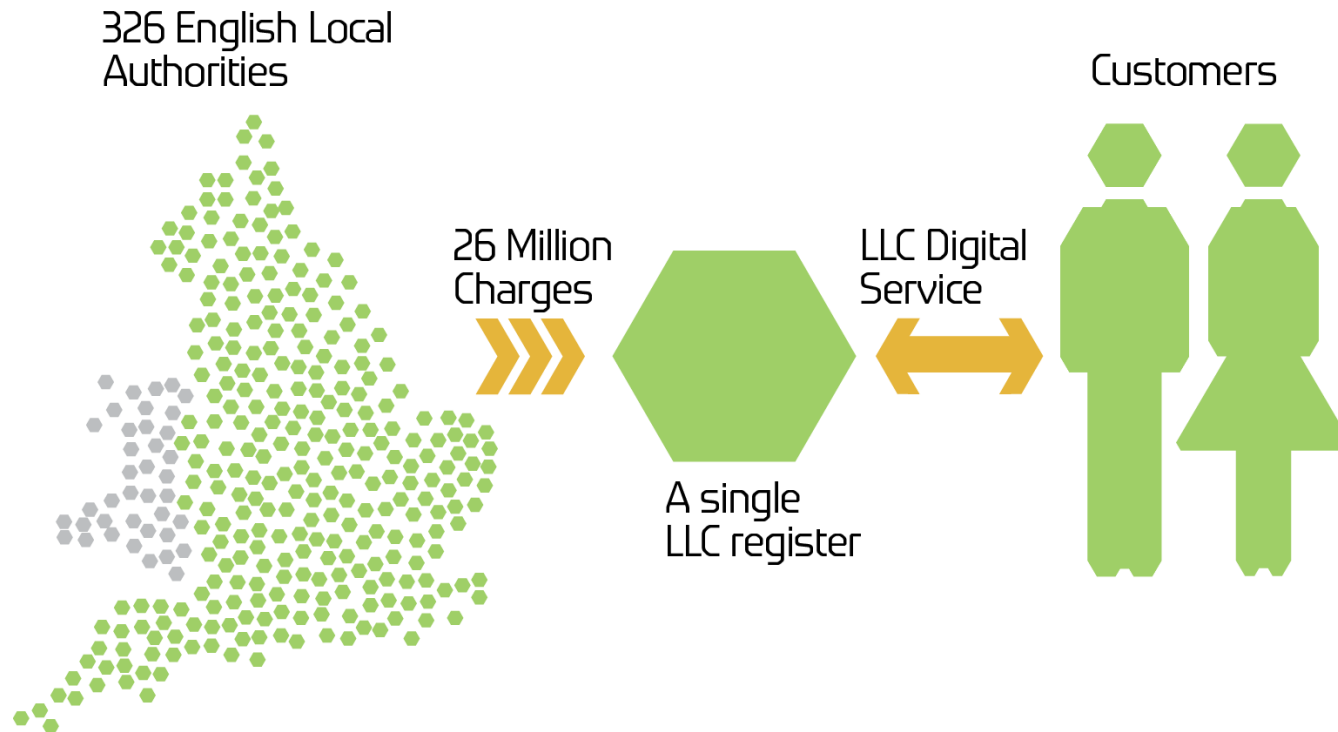 326 English Local
Authorities
26 Million
Charges
A single
LLC register
LLC Digital
Service
Customers